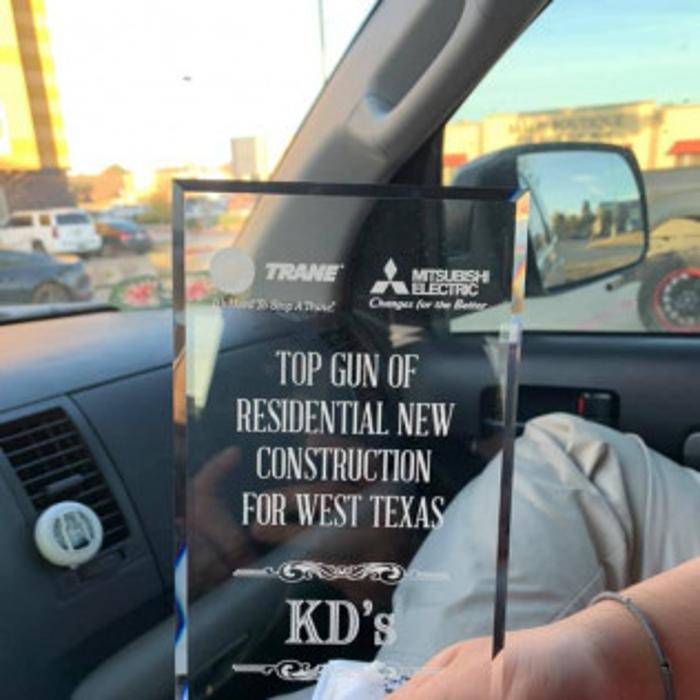 TRANE
It's Hard To Stop A Trane.
MITSUBISHI
ELECTRIC
Changes for the Better
TOP GUN OF
RESIDENTIAL NEW
CONSTRUCTION
FOR WEST TEXAS
KD's